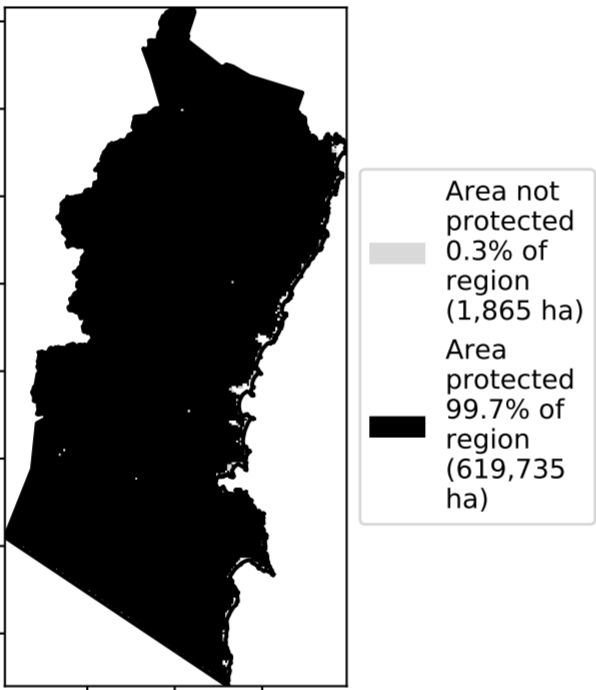 Area not
protected
0.3% of
region
(1,865 ha)
Area
protected
99.7% of
region
(619,735
ha)